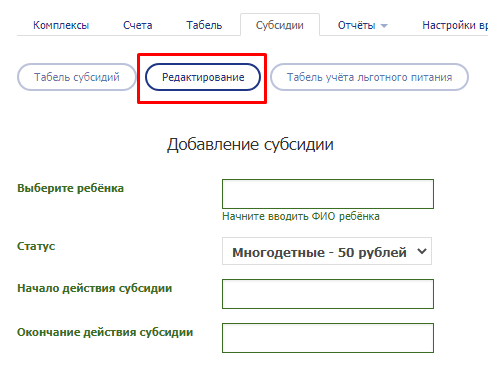 Комплексы Счета Табель Субсидии Отчёты Настройки
Табель субсидий Редактирование Табель учёта льготного питания
Добавление субсидии
Выберите ребёнка
Начните вводить ФИО ребёнка
Статус Многодетные - 50 рублей
Начало действия субсидии
Окончание действия субсидии